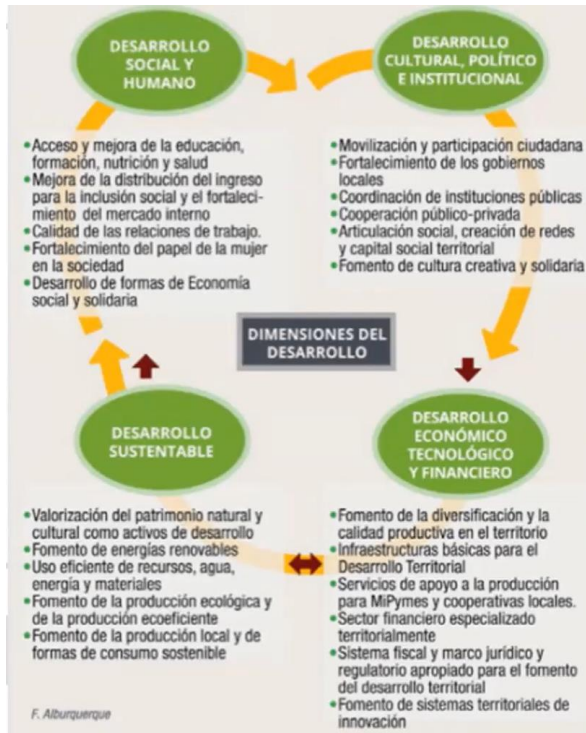 DESARROLLO
SOCIAL Y
HUMANO
DESARROLLO
CULTURAL, POLÍTICO
E INSTITUCIONAL
•Acceso y mejora de la educación,
formación, nutrición y salud
•Mejora de la distribución del ingreso
para la inclusión social y el fortaleci-
miento del mercado interno
•Calidad de las relaciones de trabajo.
•Fortalecimiento del papel de la mujer
en la sociedad
•Desarrollo de formas de Economía
social y solidaria
•Movilización y participación ciudadana
•Fortalecimiento de los gobiernos
locales
•Coordinación de instituciones públicas
•Cooperación público-privada
•Articulación social, creación de redes
y capital social territorial
•Fomento de cultura creativa y solidaria
DIMENSIONES DEL
DESARROLLO
DESARROLLO
SUSTENTABLE
DESARROLLO
ECONÓMICO
TECNOLÓGICO
Y FINANCIERO
•Valorización del patrimonio natural y
cultural como activos de desarrollo
•Fomento de energías renovables
•Uso eficiente de recursos, agua,
energía y materiales
•Fomento de la producción ecológica y
de la producción ecoeficiente
•Fomento de la producción local y de
formas de consumo sostenible
•Fomento de la diversificación y la
calidad productiva en el territorio
•Infraestructuras básicas para el
Desarrollo Territorial
•Servicios de apoyo a la producción
para MiPymes y cooperativas locales.
•Sector financiero especializado
territorialmente
•Sistema fiscal y marco jurídico y
regulatorio apropiado para el fomento
del desarrollo territorial
•Fomento de sistemas territoriales de
innovación
F. Alburquerque